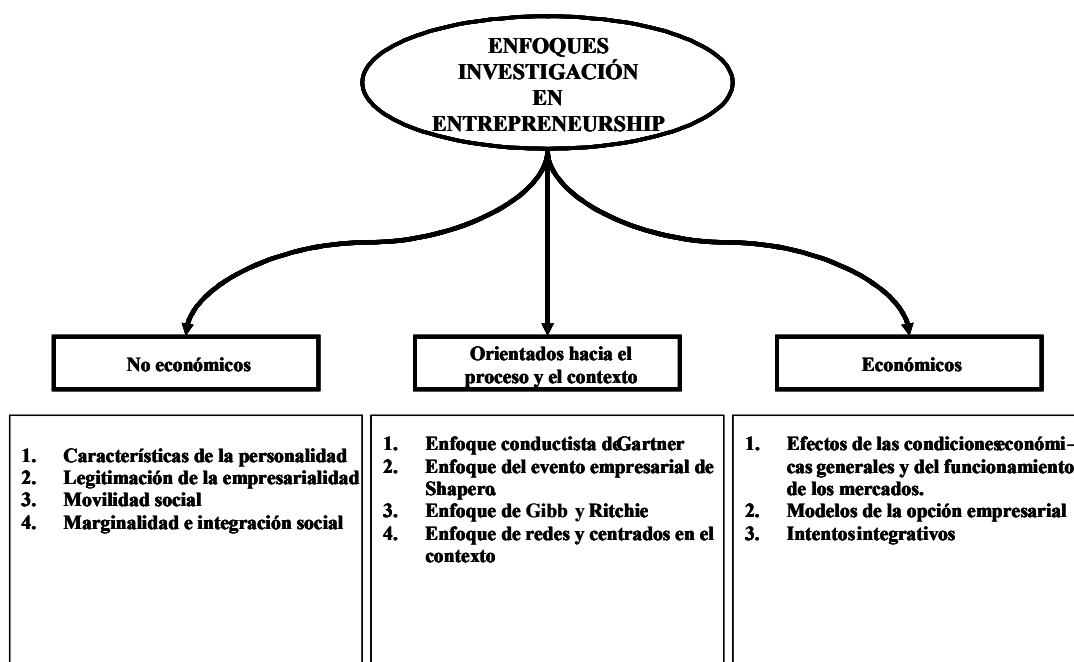 ENFOQUES
INVESTIGACIÓN
EN
ENTREPRENEURSHIP
No económicos
Orientados hacia el
proceso y el contexto
Económicos
1. Características de la personalidad
2. Legitimación de la empresarialidad
3. Movilidad social
4. Marginalidad e integración social
1. Enfoque conductista de Gartner
2. Enfoque del evento empresarial de
Shapero.
3. Enfoque de Gibb y Ritchie
4. Enfoque de redes y centrados en el
contexto
1. Efectos de las condiciones económi-
cas generales y del funcionamiento
de los mercados.
2. Modelos de la opción empresarial
3. Intentos integrativos